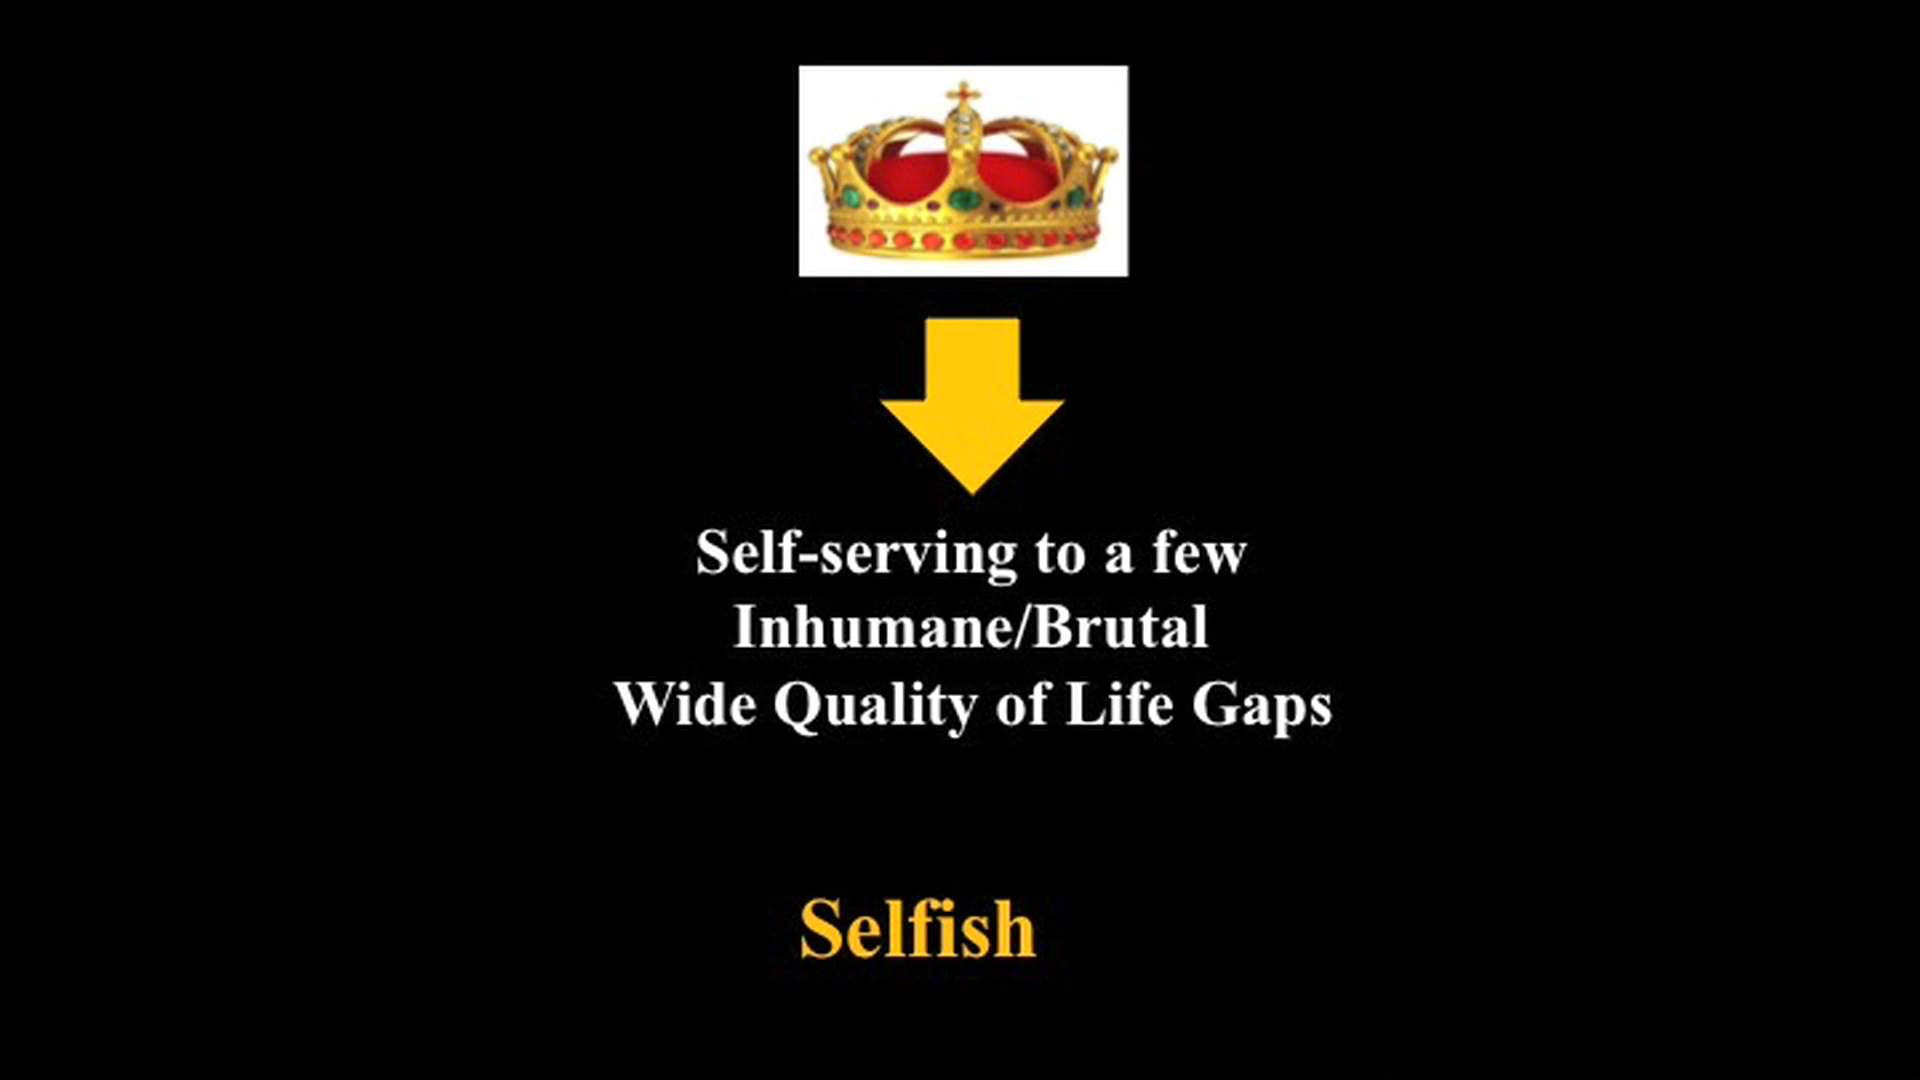 Self-serving to a few
Inhumane/Brutal
Wide Quality of Life Gaps
Selfish